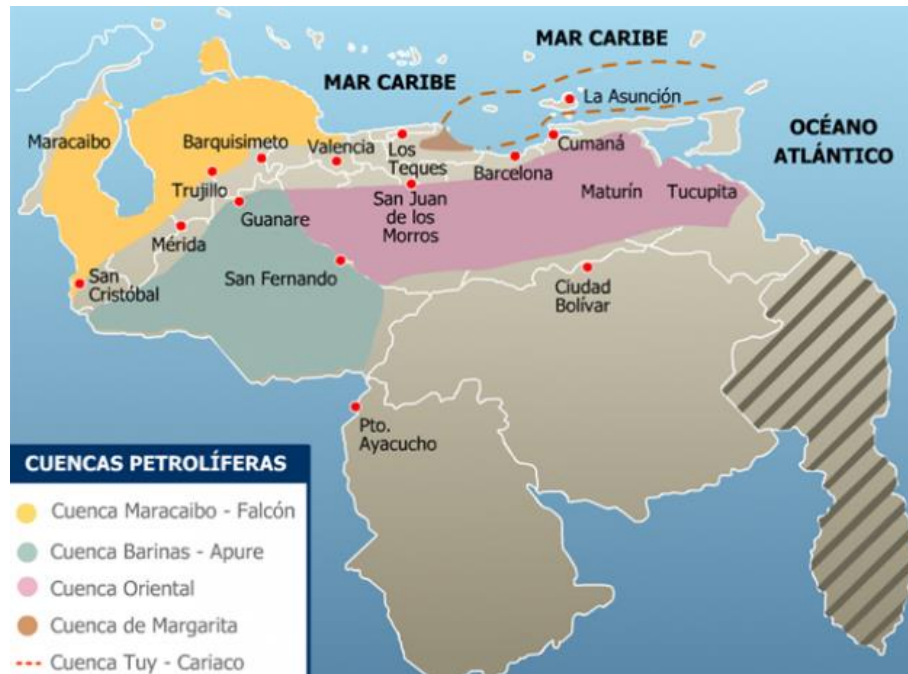 MAR CARIBE
MAR CARIBE
La Asunción
OCÉANO
ATLÁNTICO
Maracaibo
Barquisimeto
Valencia
Los
Teques
Cumaná
Barcelona
Trujillo
Guanare
San Juan
de los
Morros
Maturín
Tucupita
Mérida
San
Cristóbal
San Fernando
Ciudad
Bolívar
Pto.
Ayacucho
CUENCAS PETROLÍFERAS
Cuenca Maracaibo - Falcón
Cuenca Barinas - Apure
Cuenca Oriental
Cuenca de Margarita
Cuenca Tuy - Cariaco